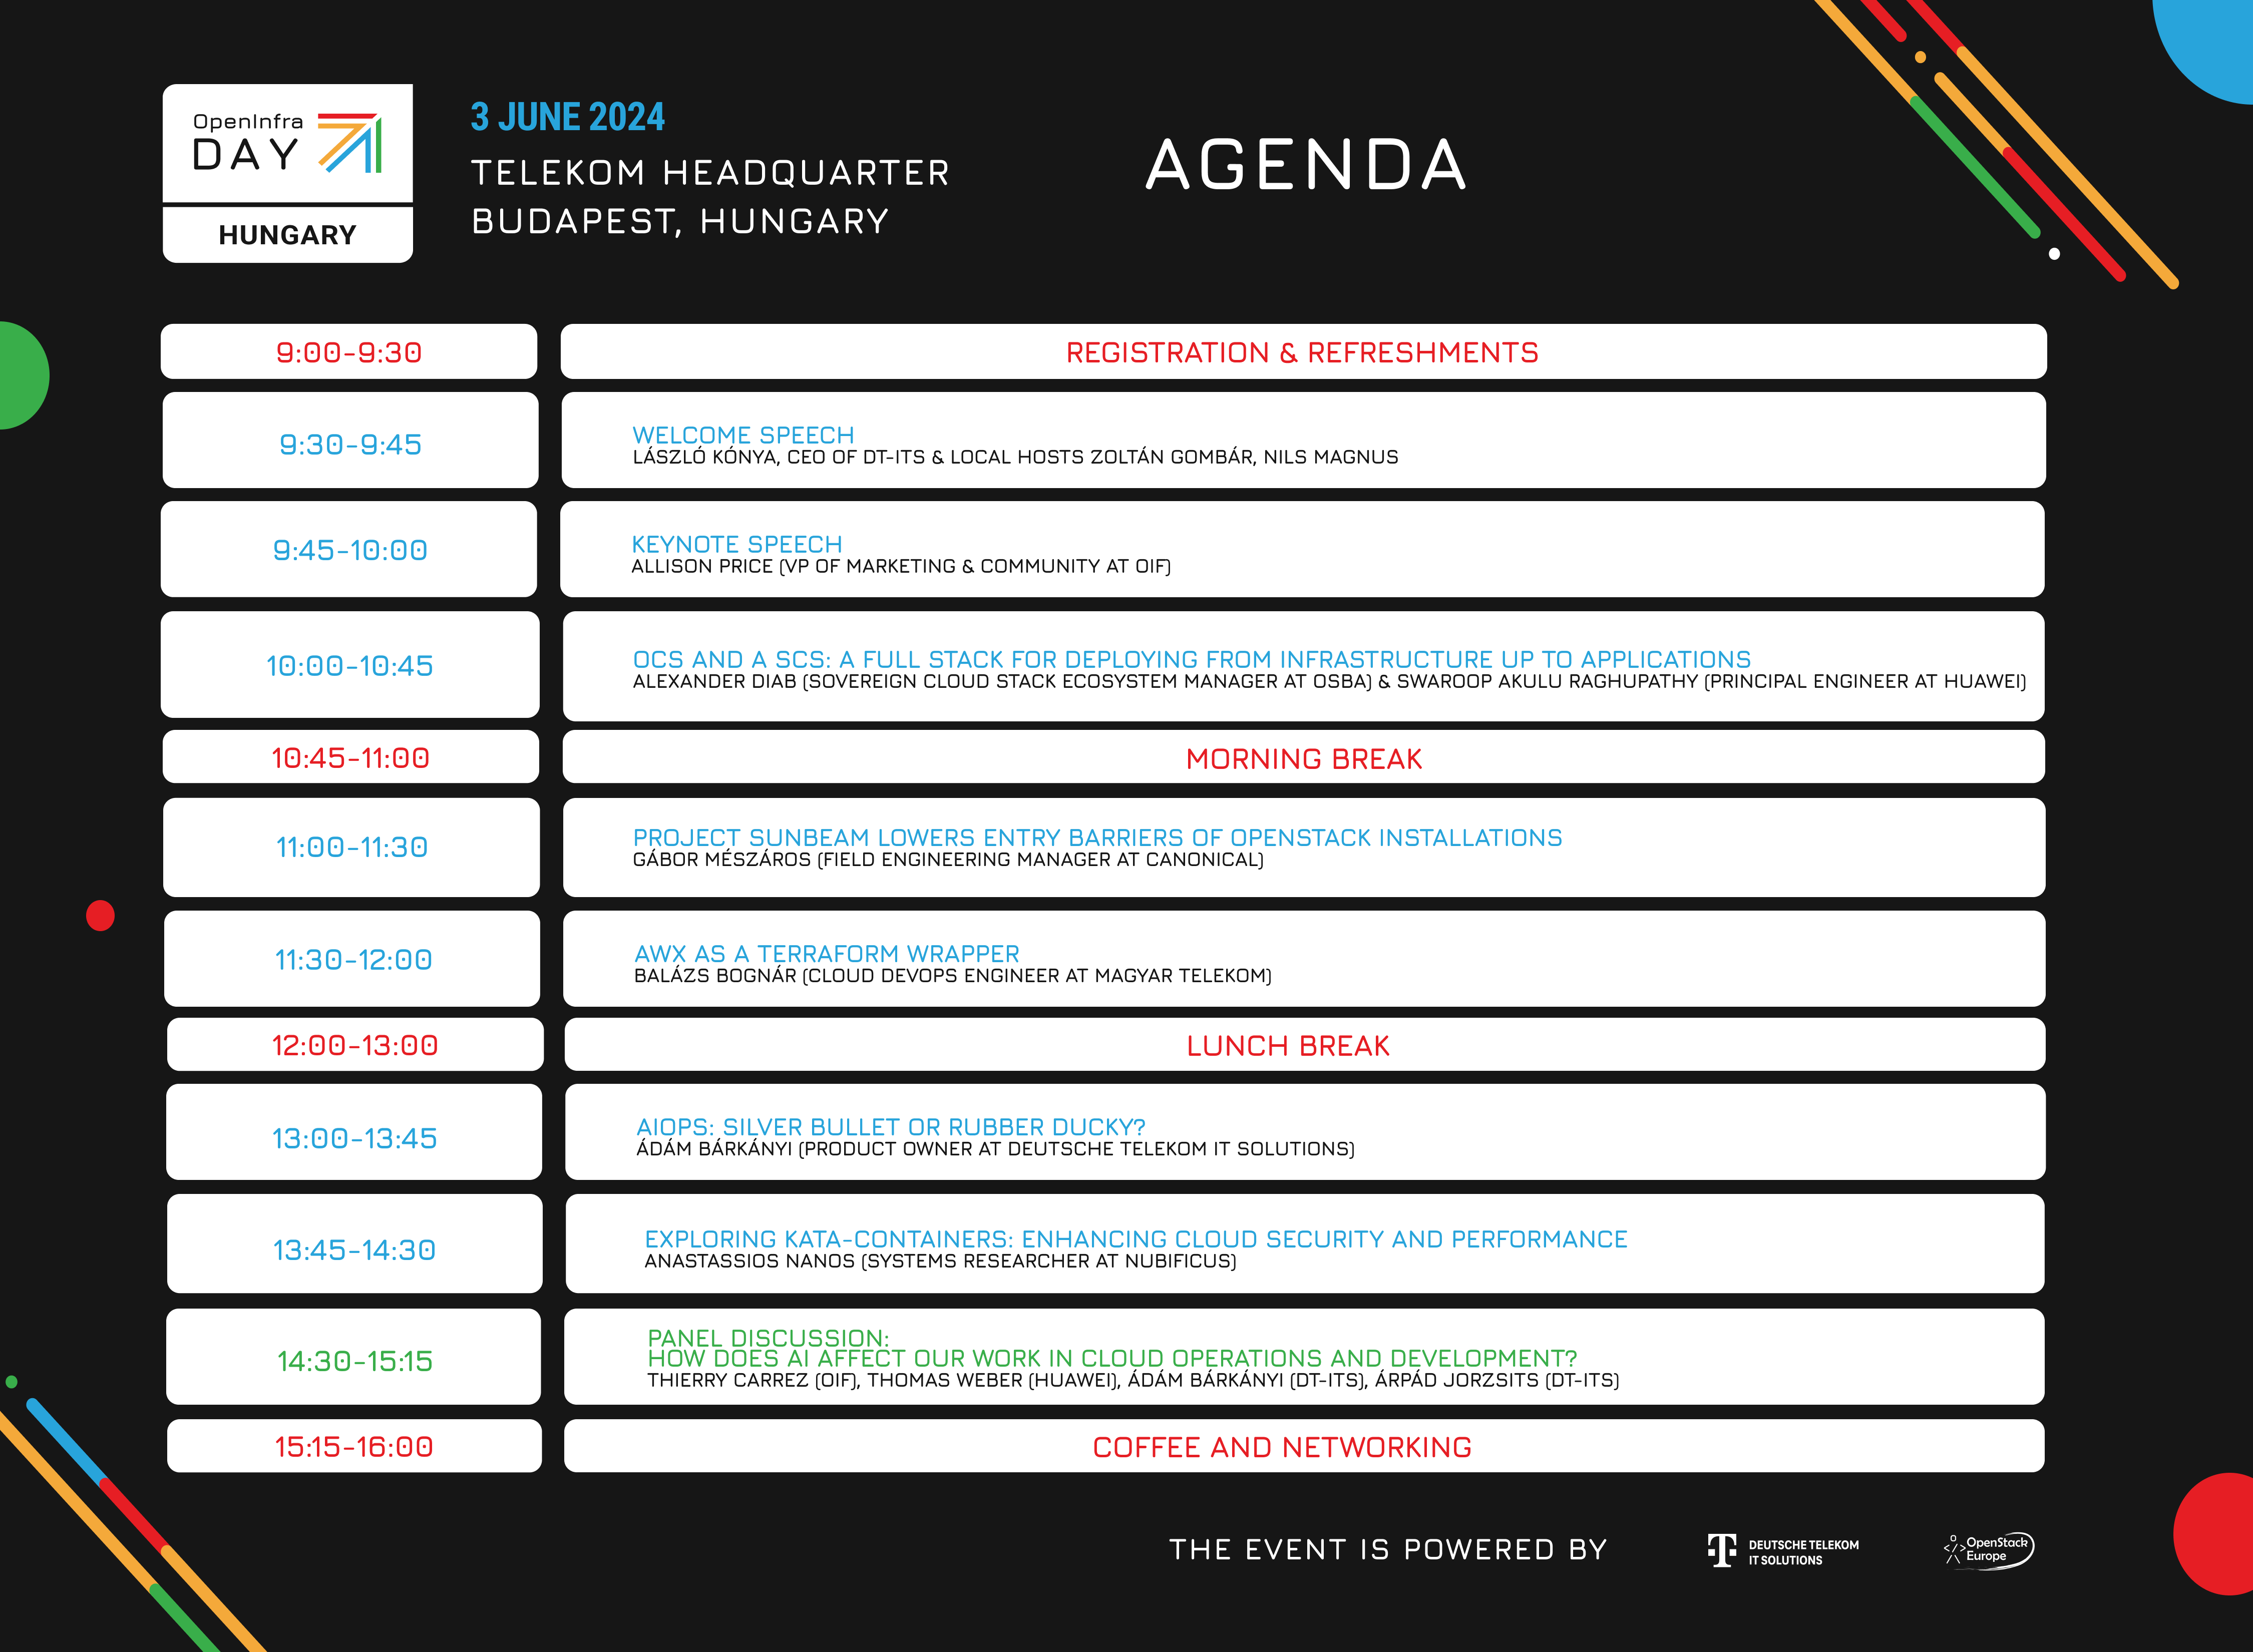 OpenInfra
DAY
HUNGARY
3 JUNE 2024
TELEKOM HEADQUARTER
BUDAPEST, HUNGARY
AGENDA
9:00-9:30
REGISTRATION & REFRESHMENTS
9:30-9:45
WELCOME SPEECH
LÁSZLÓ KÓNYA, CEO OF DT-ITS & LOCAL HOSTS ZOLTÁN GOMBÁR, NILS MAGNUS
9:45-10:00
KEYNOTE SPEECH
ALLISON PRICE (VP OF MARKETING & COMMUNITY AT OIF)
10:00-10:45
OCS AND A SCS: A FULL STACK FOR DEPLOYING FROM INFRASTRUCTURE UP TO APPLICATIONS
ALEXANDER DIAB (SOVEREIGN CLOUD STACK ECOSYSTEM MANAGER AT OSBA) & SWAROOP AKULU RAGHUPATHY (PRINCIPAL ENGINEER AT HUAWEI)
10:45-11:00
MORNING BREAK
11:00-11:30
PROJECT SUNBEAM LOWERS ENTRY BARRIERS OF OPENSTACK INSTALLATIONS
GÁBOR MÉSZÁROS (FIELD ENGINEERING MANAGER AT CANONICAL)
11:30-12:00
AWX AS A TERRAFORM WRAPPER
BALÁZS BOGNÁR (CLOUD DEVOPS ENGINEER AT MAGYAR TELEKOM)
12:00-13:00
LUNCH BREAK
13:00-13:45
AIOPS: SILVER BULLET OR RUBBER DUCKY?
ÁDÁM BÁRKÁNYI (PRODUCT OWNER AT DEUTSCHE TELEKOM IT SOLUTIONS)
13:45-14:30
EXPLORING KATA-CONTAINERS: ENHANCING CLOUD SECURITY AND PERFORMANCE
ANASTASSIOS NANOS (SYSTEMS RESEARCHER AT NUBIFICUS)
14:30-15:15
PANEL DISCUSSION:
HOW DOES AI AFFECT OUR WORK IN CLOUD OPERATIONS AND DEVELOPMENT?
THIERRY CARREZ (OIF), THOMAS WEBER (HUAWEI), ÁDÁM BÁRKÁNYI (DT-ITS), ÁRPÁD JORZSITS (DT-ITS)
15:15-16:00
COFFEE AND NETWORKING
THE EVENT IS POWERED BY
T
DEUTSCHE TELEKOM
IT SOLUTIONS
OpenStack
Europe